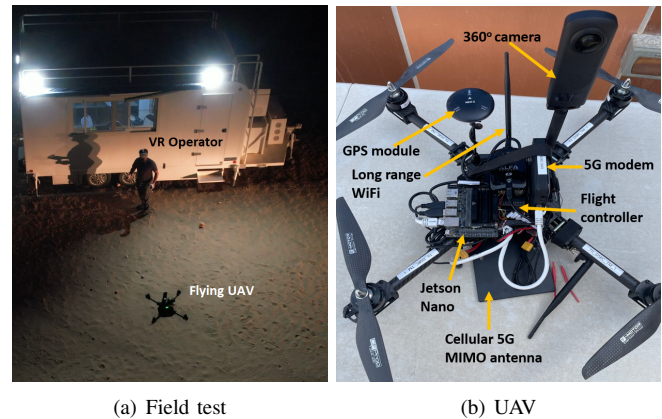 VR Operator
Flying UAV
(a) Field test
360° camera
GPS module
Long range
WiFi
5G modem
Flight
controller
Jetson
Nano
Cellular 5G
MIMO antenna
ALFA
(b) UAV